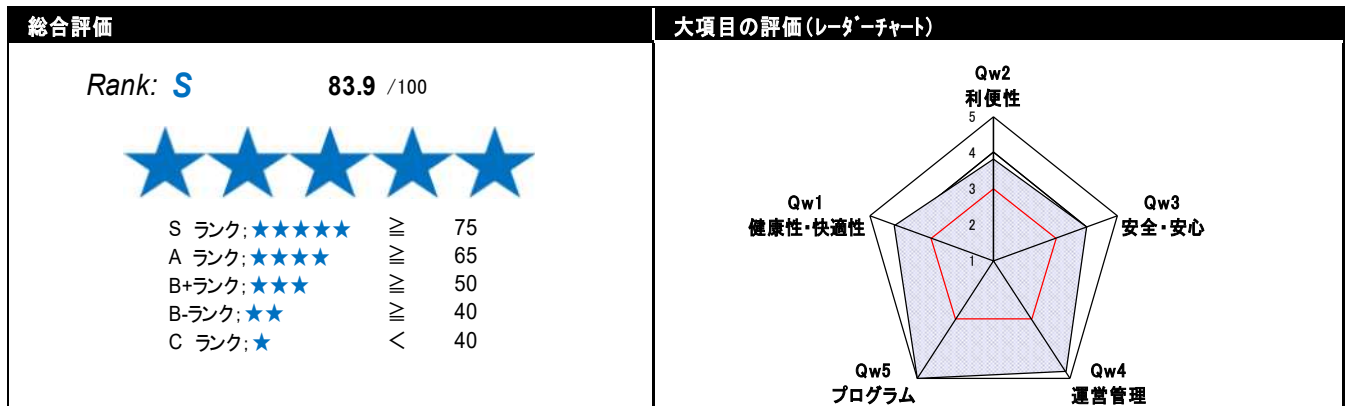 総合評価
Rank: S 83.9 /100
S ランク;★★★★★ ≧ 75
A ランク;★★★★ ≧ 65
B+ランク;★★★ ≧ 50
B-ランク;★★ ≧ 40
C ランク;★ < 40
大項目の評価(レーダーチャート)
Qw2
利便性
5
4
3
2
1
Qw1
健康性・快適性
Qw3
安全・安心
Qw5
プログラム
Qw4
運営管理